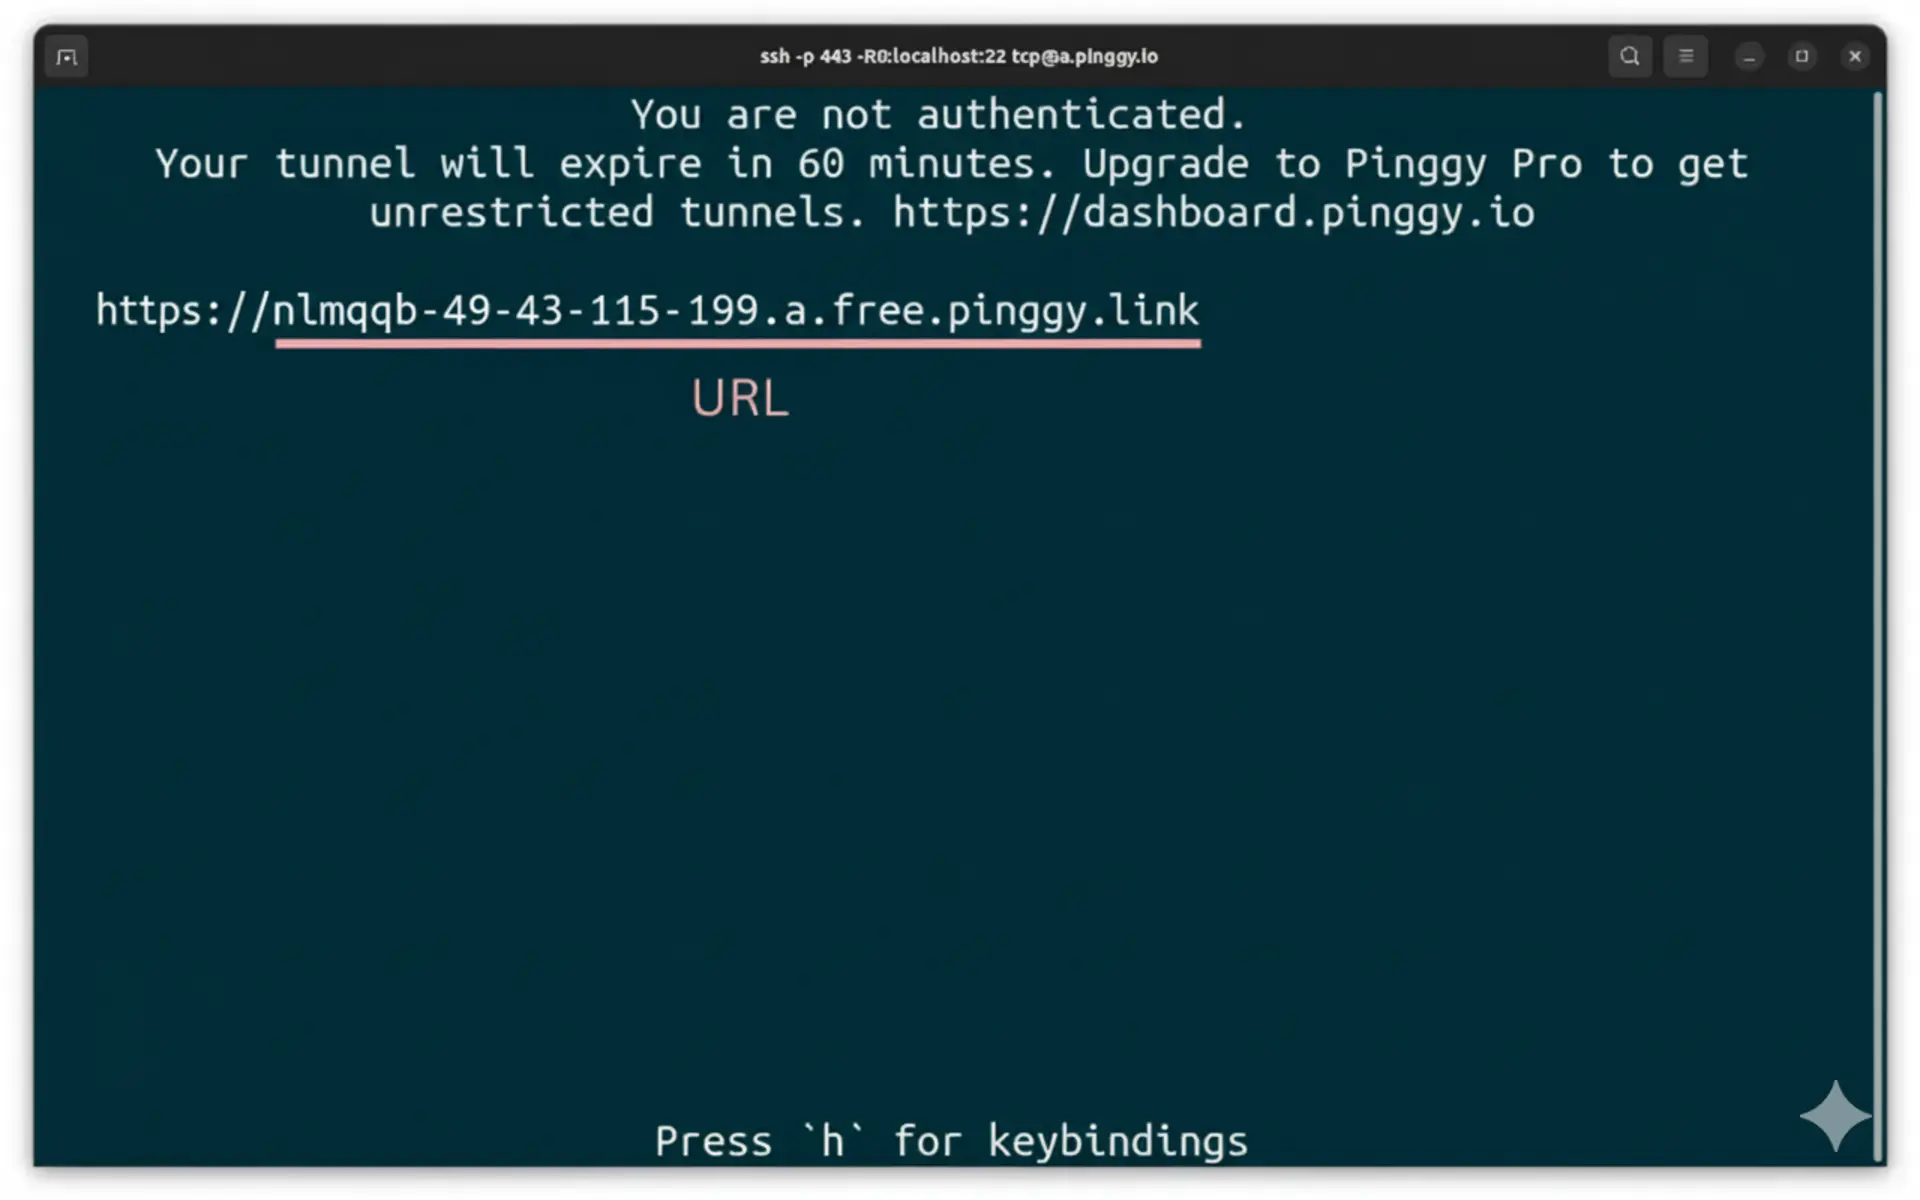 ssh -p 443 -R0:localhost:22 tcp@a.pinggy.io
You are not authenticated.
Your tunnel will expire in 60 minutes. Upgrade to Pinggy Pro to get
unrestricted tunnels. https://dashboard.pinggy.io
https://nlmqqb-49-43-115-199.a.free.pinggy.link
URL
Press `h` for keybindings